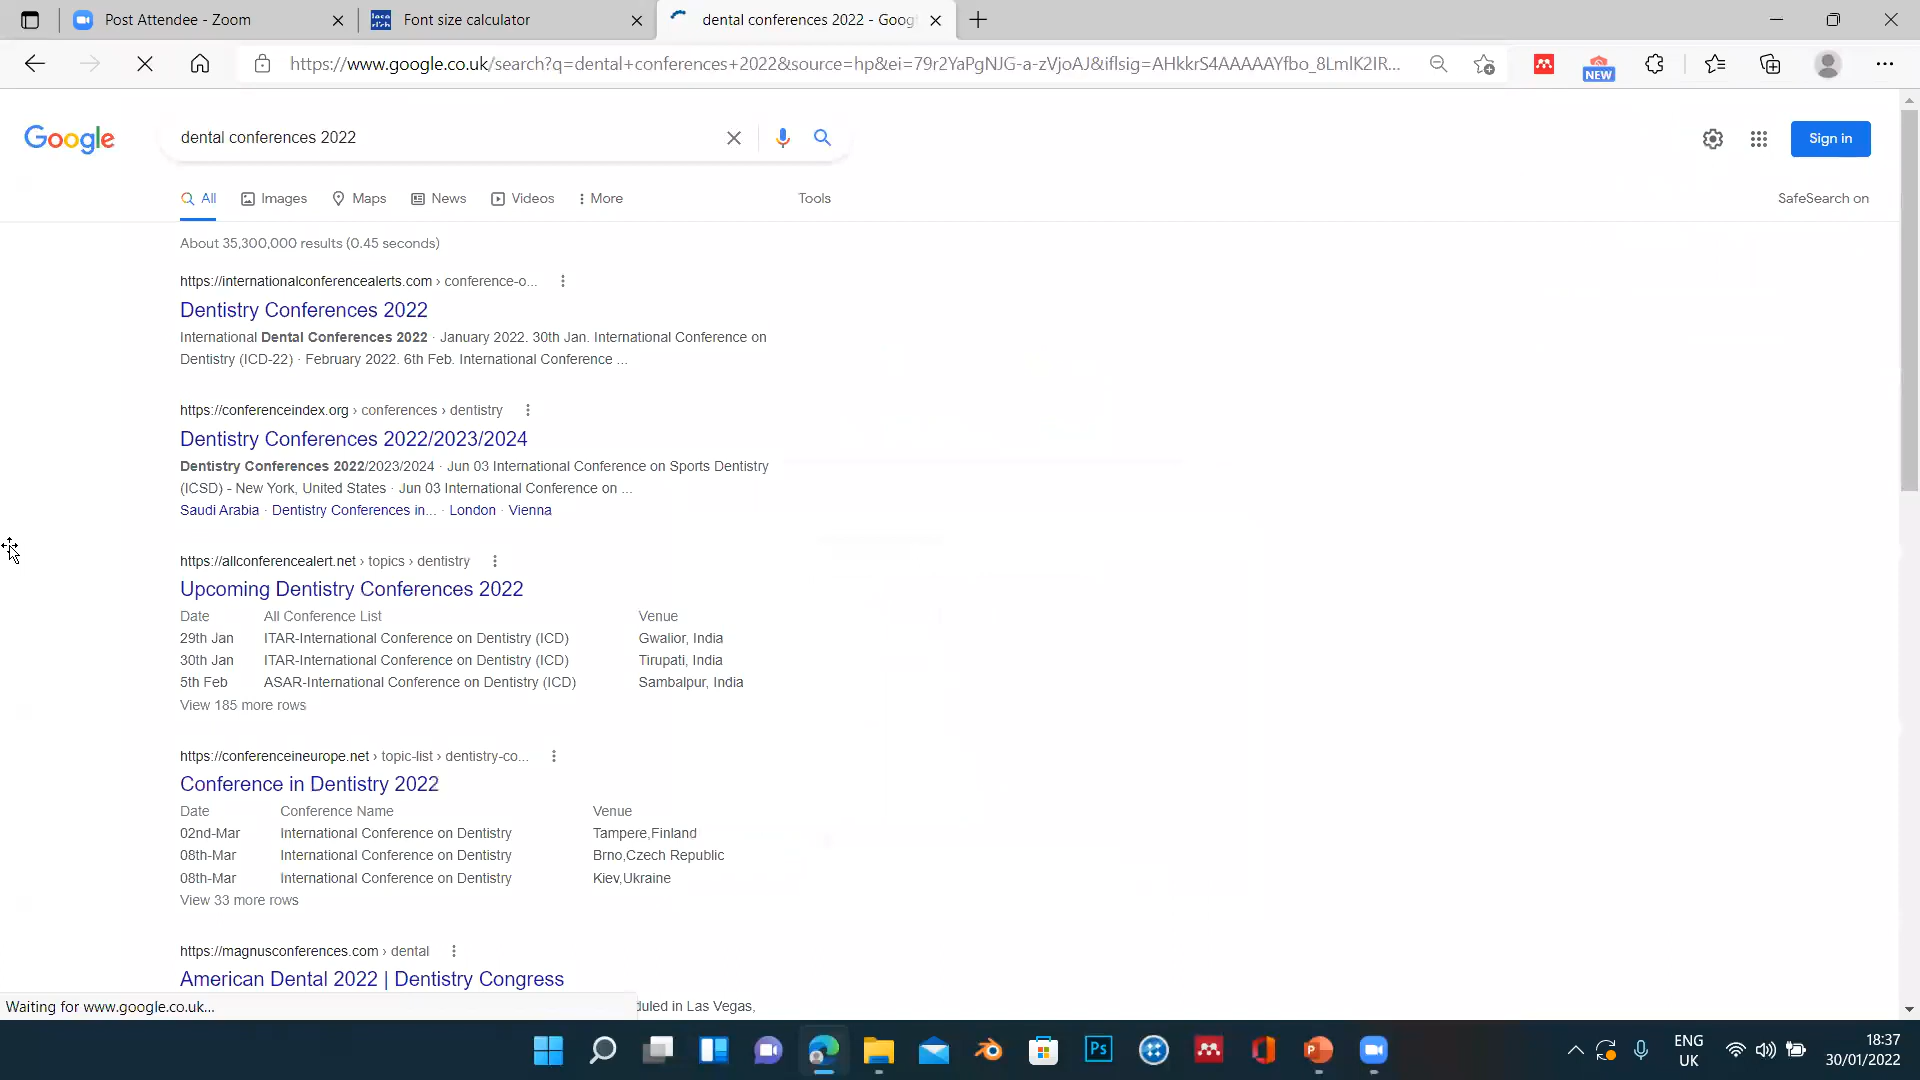 Post Attendee - Zoom
Font size calculator
dental conferences 2022 - Goog
https://www.google.co.uk/search?q=dental+conferences+2022&source=hp&ei=79r2YaPgNJG-a-zVjoAJ&iflsig=AHkkrS4AAAAAYfbo_8LmlK2IR...
NEW
Google
dental conferences 2022
Sign in
All
Images
Maps
News
Videos
More
Tools
SafeSearch on
About 35,300,000 results (0.45 seconds)
https://internationalconferencealerts.com › conference-o...
Dentistry Conferences 2022
International Dental Conferences 2022 · January 2022. 30th Jan. International Conference on
Dentistry (ICD-22) · February 2022. 6th Feb. International Conference ...
https://conferenceindex.org › conferences › dentistry
Dentistry Conferences 2022/2023/2024
Dentistry Conferences 2022/2023/2024 · Jun 03 International Conference on Sports Dentistry
(ICSD) - New York, United States · Jun 03 International Conference on ...
Saudi Arabia · Dentistry Conferences in... · London · Vienna
https://allconferencealert.net › topics › dentistry
Upcoming Dentistry Conferences 2022
Date All Conference List Venue
29th Jan ITAR-International Conference on Dentistry (ICD) Gwalior, India
30th Jan ITAR-International Conference on Dentistry (ICD) Tirupati, India
5th Feb ASAR-International Conference on Dentistry (ICD) Sambalpur, India
View 185 more rows
https://conferenceineurope.net › topic-list › dentistry-co...
Conference in Dentistry 2022
Date Conference Name Venue
02nd-Mar International Conference on Dentistry Tampere,Finland
08th-Mar International Conference on Dentistry Brno,Czech Republic
08th-Mar International Conference on Dentistry Kiev,Ukraine
View 33 more rows
https://magnusconferences.com › dental
American Dental 2022 | Dentistry Congress
duled in Las Vegas,
Waiting for www.google.co.uk...
Ps
ENG
UK
18:37
30/01/2022